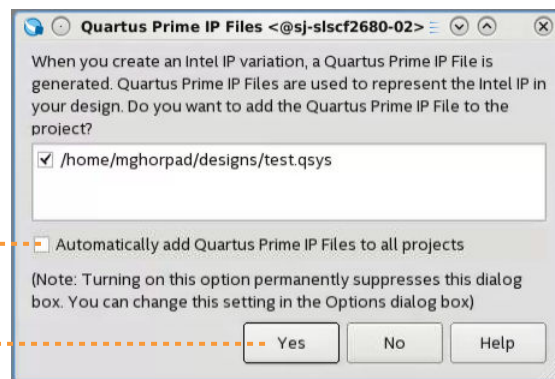 Quartus Prime IP Files <@sj-slscf2680-02>
When you create an Intel IP variation, a Quartus Prime IP File is
generated. Quartus Prime IP Files are used to represent the Intel IP in
your design. Do you want to add the Quartus Prime IP File to the
project?
/home/mghorpad/designs/test.qsys
Automatically add Quartus Prime IP Files to all projects
(Note: Turning on this option permanently suppresses this dialog
box. You can change this setting in the Options dialog box)
Yes No Help